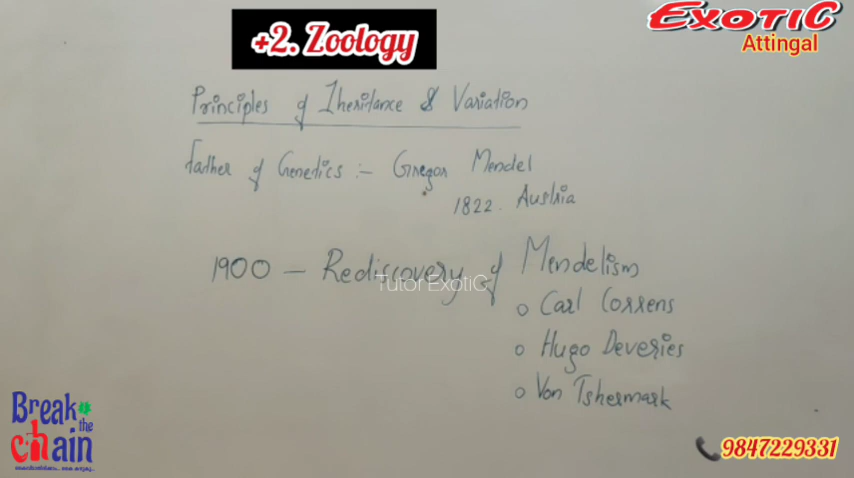 +2. Zoology
EXOTIC
Attingal
Principles of Iheritance & Variation
Father of Genetics :- Gregor Mendel
1822. Austria
1900 - Rediscovery of Mendelism
Tutor ExotiC
o Carl Correns
o Hugo Deveries
o Von Tshermark
Break
the
chain
9847229331